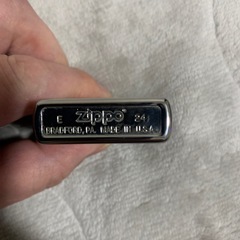 E Zippo 24
BRADFORD, PA. MADE IN U.S.A.